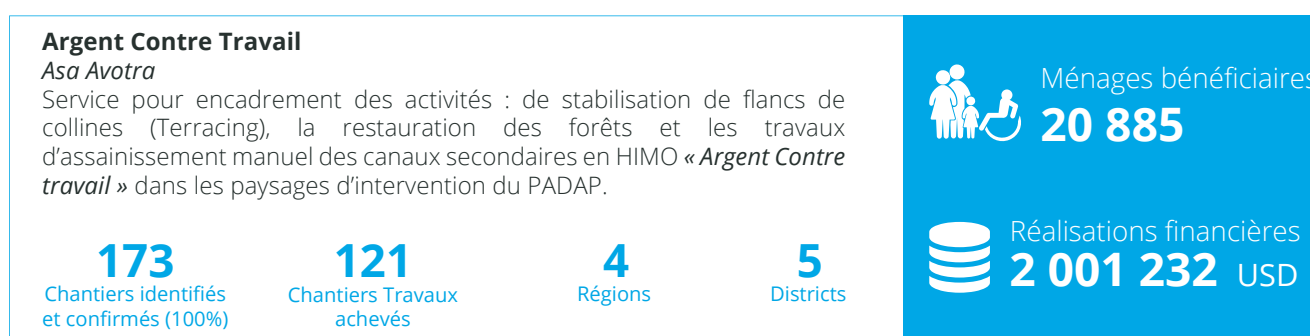 Argent Contre Travail
Asa Avotra
Service pour encadrement des activités : de stabilisation de flancs de
collines (Terracing), la restauration des forêts et les travaux
d’assainissement manuel des canaux secondaires en HIMO « Argent Contre
travail » dans les paysages d’intervention du PADAP.
173
Chantiers identifiés
et confirmés (100%)
121
Chantiers Travaux
achevés
4
Régions
5
Districts
Ménages bénéficiaires
20 885
Réalisations financières
2 001 232 USD